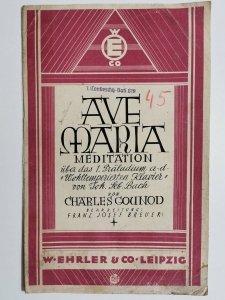 W
E
CO
45
AVE
MARIA
MEDITATION
über das 1. Präludium a. d.
"Wohltemperierten Klavier"
von Joh. Seb. Bach
VON
CHARLES GOUNOD
BEARBEITUNG
FRANZ JOSEF BREUER
W·EHRLER & CO·LEIPZIG